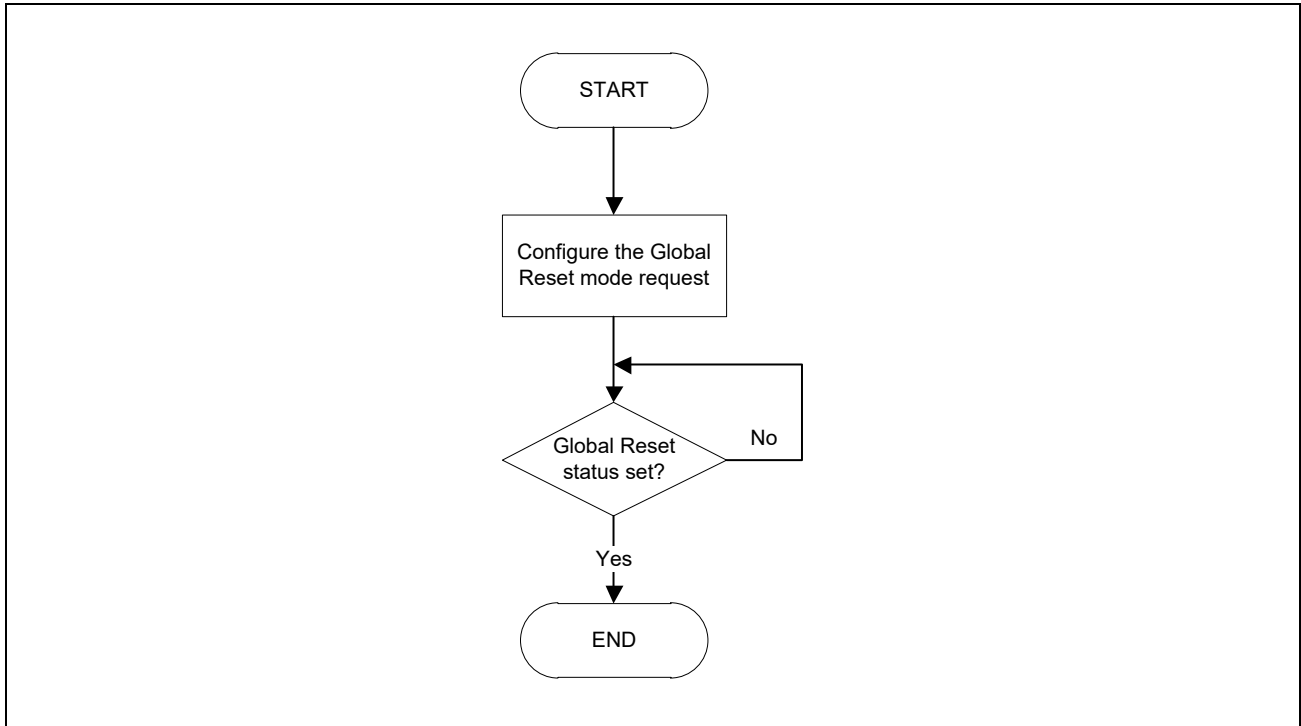 START
Configure the Global
Reset mode request
Global Reset
status set?
No
Yes
END